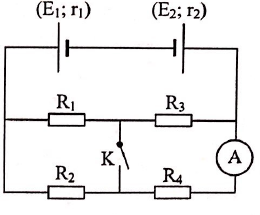 (E₁; r₁) (E₂; r₂)
R₁ R₃
K A
R₂ R₄